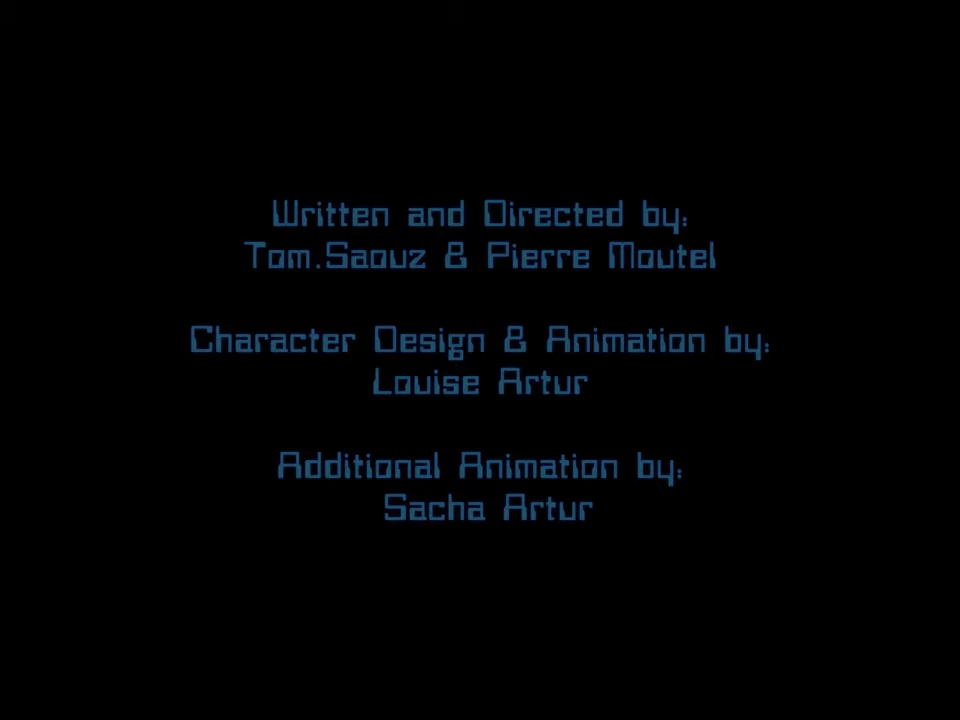 Written and Directed by:
Tom.Saouz & Pierre Moutel
Character Design & Animation by:
Louise Artur
Additional Animation by:
Sacha Artur